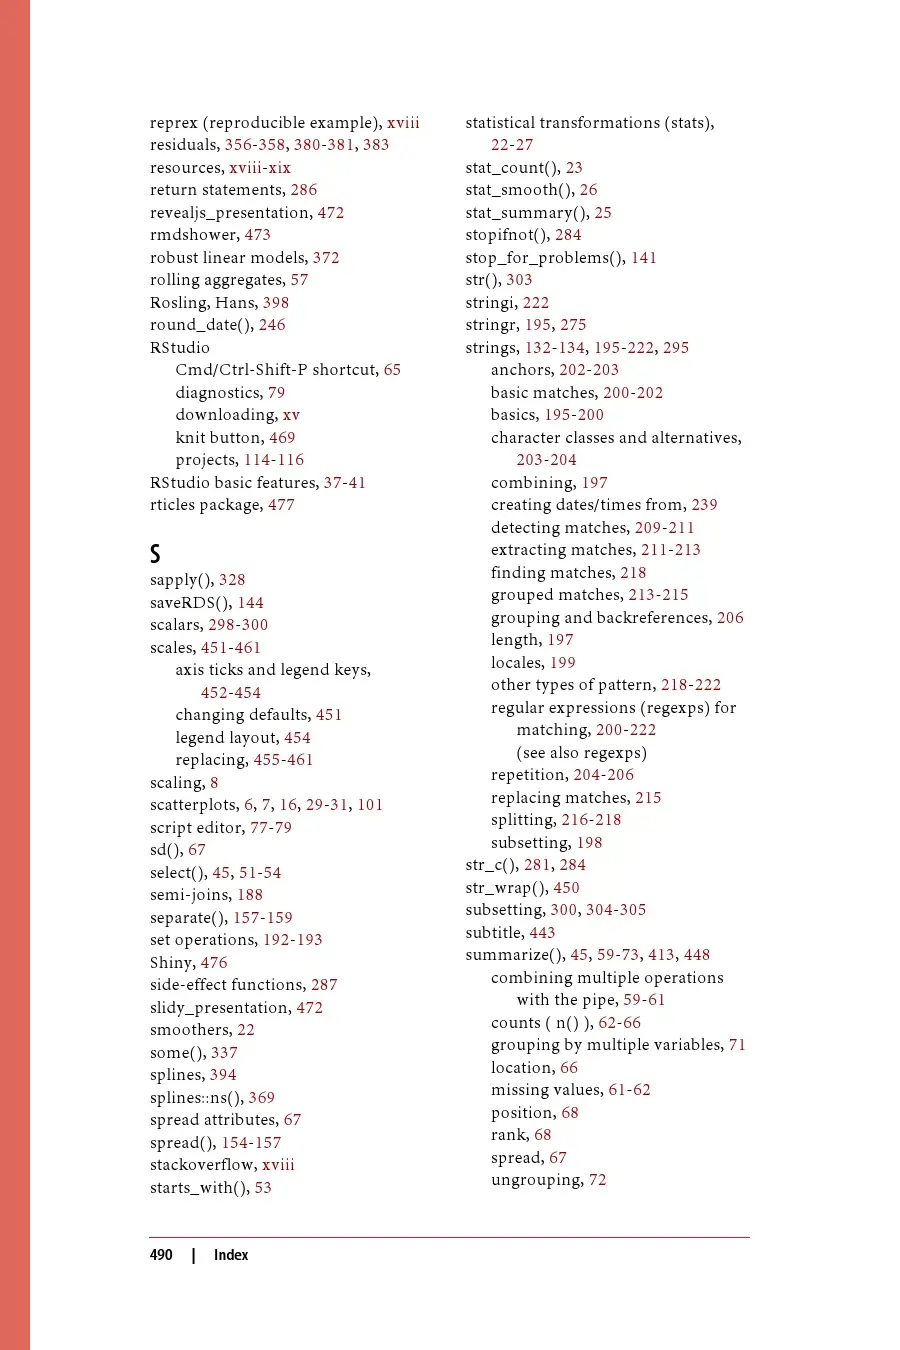 reprex (reproducible example), xviii
residuals, 356-358, 380-381, 383
resources, xviii-xix
return statements, 286
revealjs_presentation, 472
rmdshower, 473
robust linear models, 372
rolling aggregates, 57
Rosling, Hans, 398
round_date(), 246
RStudio
Cmd/Ctrl-Shift-P shortcut, 65
diagnostics, 79
downloading, xv
knit button, 469
projects, 114-116
RStudio basic features, 37-41
rticles package, 477
S
sapply(), 328
saveRDS(), 144
scalars, 298-300
scales, 451-461
axis ticks and legend keys,
452-454
changing defaults, 451
legend layout, 454
replacing, 455-461
scaling, 8
scatterplots, 6, 7, 16, 29-31, 101
script editor, 77-79
sd(), 67
select(), 45, 51-54
semi-joins, 188
separate(), 157-159
set operations, 192-193
Shiny, 476
side-effect functions, 287
slidy_presentation, 472
smoothers, 22
some(), 337
splines, 394
splines::ns(), 369
spread attributes, 67
spread(), 154-157
stackoverflow, xviii
starts_with(), 53
statistical transformations (stats),
22-27
stat_count(), 23
stat_smooth(), 26
stat_summary(), 25
stopifnot(), 284
stop_for_problems(), 141
str(), 303
stringi, 222
stringr, 195, 275
strings, 132-134, 195-222, 295
anchors, 202-203
basic matches, 200-202
basics, 195-200
character classes and alternatives,
203-204
combining, 197
creating dates/times from, 239
detecting matches, 209-211
extracting matches, 211-213
finding matches, 218
grouped matches, 213-215
grouping and backreferences, 206
length, 197
locales, 199
other types of pattern, 218-222
regular expressions (regexps) for
matching, 200-222
(see also regexps)
repetition, 204-206
replacing matches, 215
splitting, 216-218
subsetting, 198
str_c(), 281, 284
str_wrap(), 450
subsetting, 300, 304-305
subtitle, 443
summarize(), 45, 59-73, 413, 448
combining multiple operations
with the pipe, 59-61
counts ( n() ), 62-66
grouping by multiple variables, 71
location, 66
missing values, 61-62
position, 68
rank, 68
spread, 67
ungrouping, 72
490 | Index